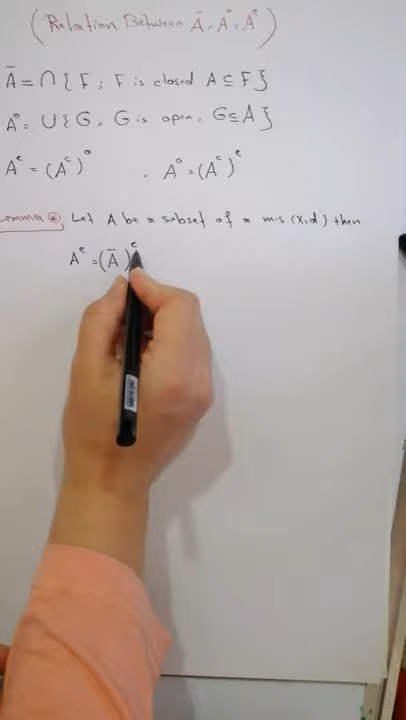 (Relation Between Ā, A°, Aᵉ)
Ā = ∩ { F ; F is closed A ⊆ F }
A° = ∪ { G, G is open, G ⊆ A }
Aᵉ = (Aᶜ)° , A° = (Aᶜ)ᵉ
Lemma * Let A be a subset of a m.s (X,d) then
Aᵉ = (Ā)ᶜ